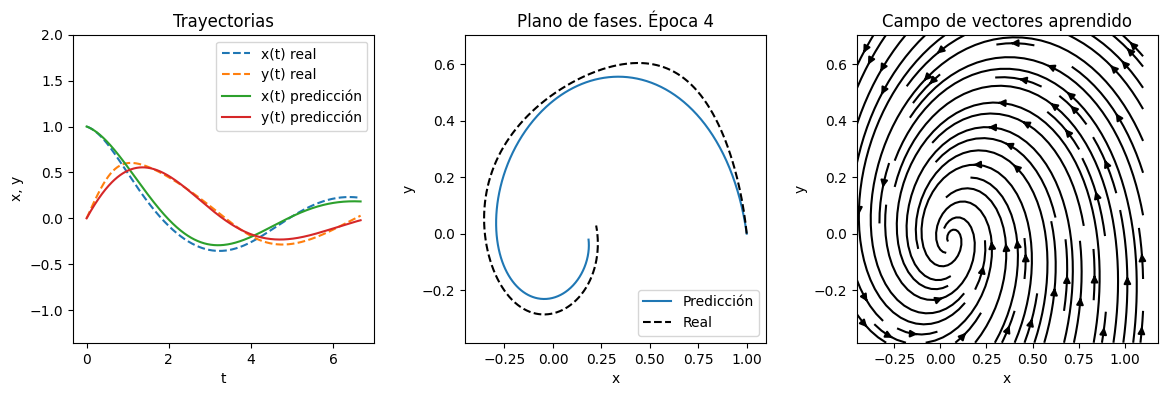 Trayectorias
2.0
1.5
1.0
0.5
0.0
−0.5
−1.0
x, y
0
2
4
6
t
x(t) real
y(t) real
x(t) predicción
y(t) predicción
Plano de fases. Época 4
0.6
0.4
0.2
0.0
−0.2
y
−0.25
0.00
0.25
0.50
0.75
1.00
x
Predicción
Real
Campo de vectores aprendido
0.6
0.4
0.2
0.0
−0.2
y
−0.25
0.00
0.25
0.50
0.75
1.00
x